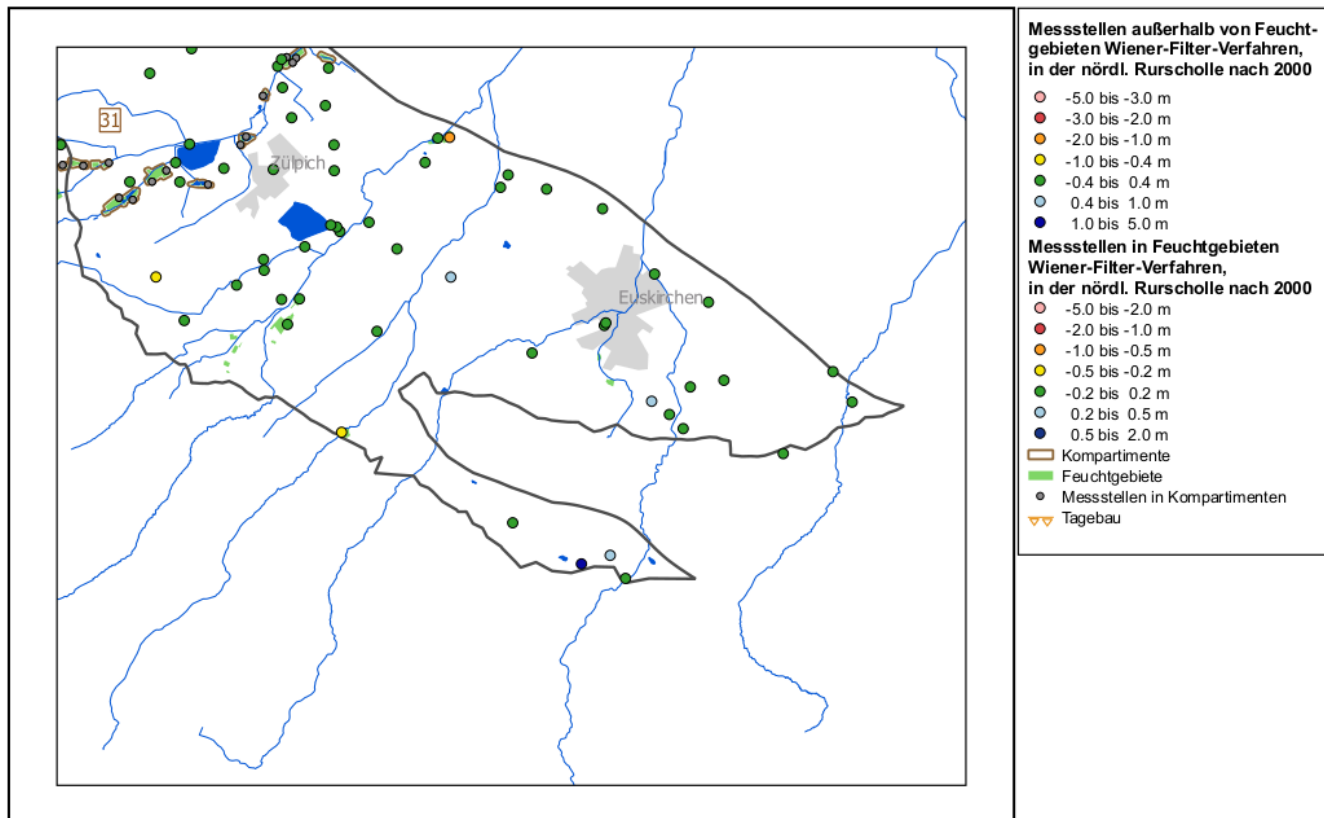 31
Zülpich
Euskirchen
Messstellen außerhalb von Feucht-
gebieten Wiener-Filter-Verfahren,
in der nördl. Rurscholle nach 2000
-5.0 bis -3.0 m
-3.0 bis -2.0 m
-2.0 bis -1.0 m
-1.0 bis -0.4 m
-0.4 bis 0.4 m
0.4 bis 1.0 m
1.0 bis 5.0 m
Messstellen in Feuchtgebieten
Wiener-Filter-Verfahren,
in der nördl. Rurscholle nach 2000
-5.0 bis -2.0 m
-2.0 bis -1.0 m
-1.0 bis -0.5 m
-0.5 bis -0.2 m
-0.2 bis 0.2 m
0.2 bis 0.5 m
0.5 bis 2.0 m
Kompartimente
Feuchtgebiete
Messstellen in Kompartimenten
Tagebau